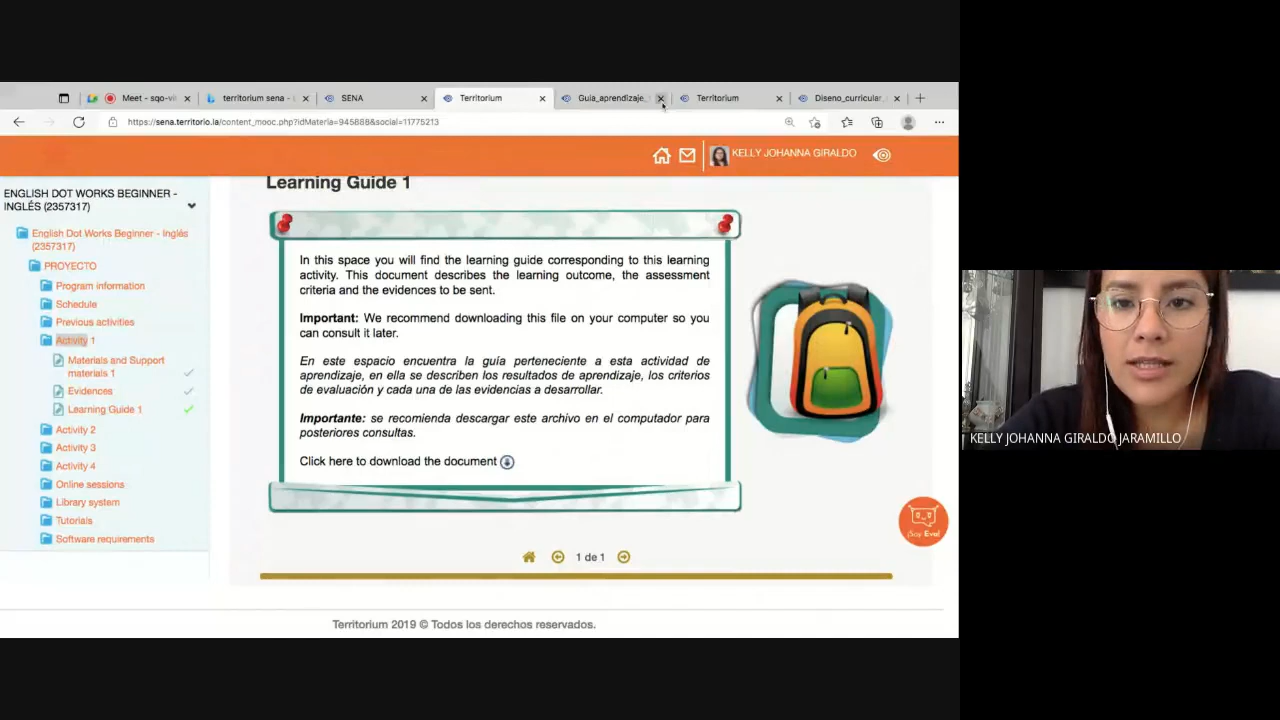 Meet - sqo-vit
territorium sena - b
SENA
Territorium
Guia_aprendizaje_
Territorium
Diseno_curricular_
https://sena.territorio.la/content_mooc.php?idMateria=945888&social=11775213
KELLY JOHANNA GIRALDO
ENGLISH DOT WORKS BEGINNER -
INGLÉS (2357317)
English Dot Works Beginner - Inglés
(2357317)
PROYECTO
Program information
Schedule
Previous activities
Activity 1
Materials and Support
materials 1
Evidences
Learning Guide 1
Activity 2
Activity 3
Activity 4
Online sessions
Library system
Tutorials
Software requirements
Learning Guide 1
In this space you will find the learning guide corresponding to this learning
activity. This document describes the learning outcome, the assessment
criteria and the evidences to be sent.
Important: We recommend downloading this file on your computer so you
can consult it later.
En este espacio encuentra la guía perteneciente a esta actividad de
aprendizaje, en ella se describen los resultados de aprendizaje, los criterios
de evaluación y cada una de las evidencias a desarrollar.
Importante: se recomienda descargar este archivo en el computador para
posteriores consultas.
Click here to download the document
1 de 1
¡Soy Eva!
Territorium 2019 © Todos los derechos reservados.
KELLY JOHANNA GIRALDO JARAMILLO